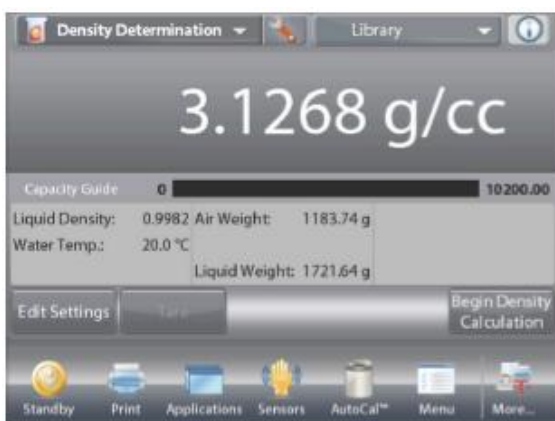 Density Determination
Library
3.1268 g/cc
Capacity Guide 0 10200.00
Liquid Density: 0.9982 Air Weight: 1183.74 g
Water Temp.: 20.0 °C
Liquid Weight: 1721.64 g
Edit Settings
Tare
Begin Density
Calculation
Standby Print Applications Sensors AutoCal™ Menu More...